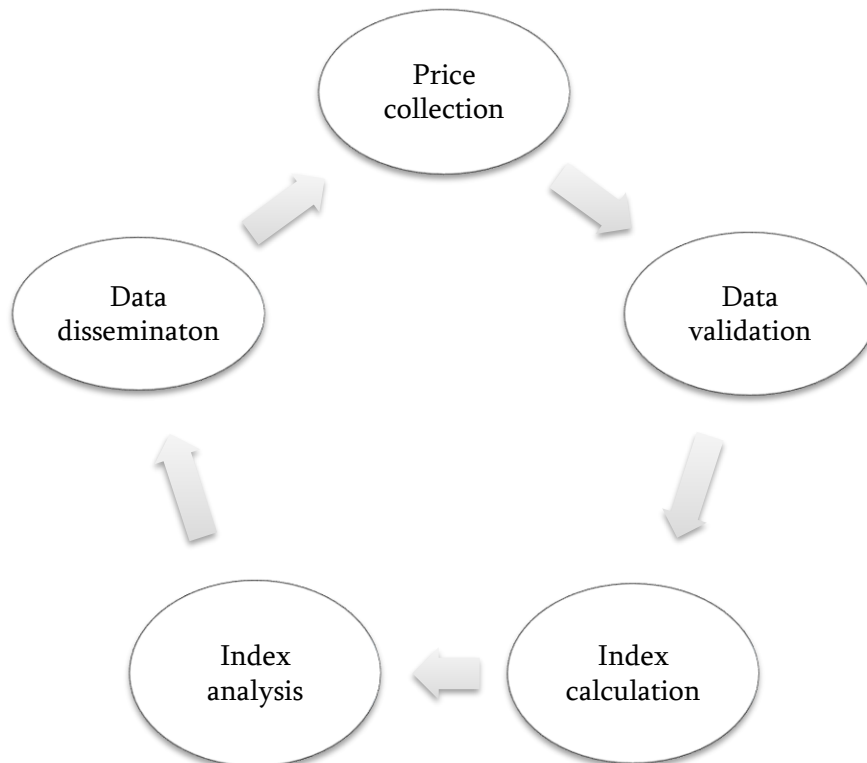 Price
collection
Data
validation
Index
calculation
Index
analysis
Data
disseminaton